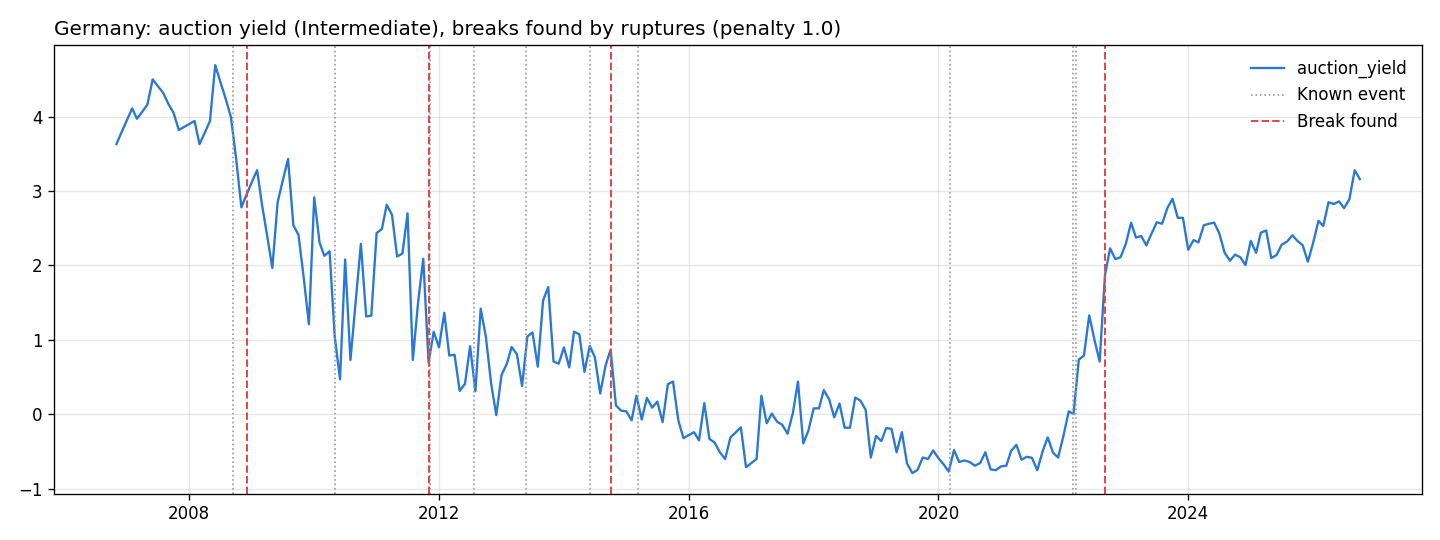 Germany: auction yield (Intermediate), breaks found by ruptures (penalty 1.0)
auction_yield
Known event
Break found
4
3
2
1
0
−1
2008
2012
2016
2020
2024